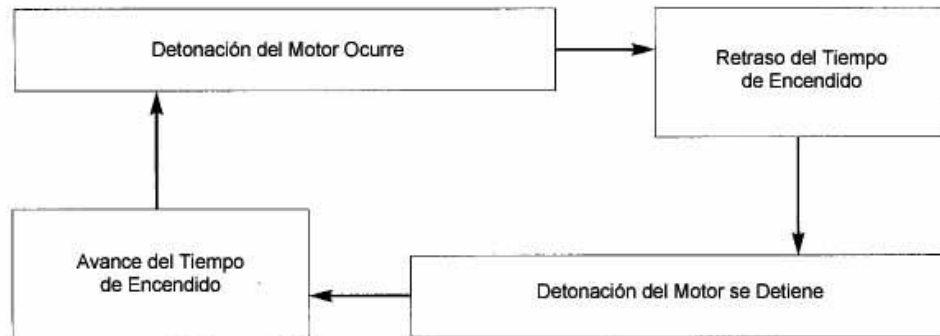 Detonación del Motor Ocurre
Retraso del Tiempo
de Encendido
Avance del Tiempo
de Encendido
Detonación del Motor se Detiene